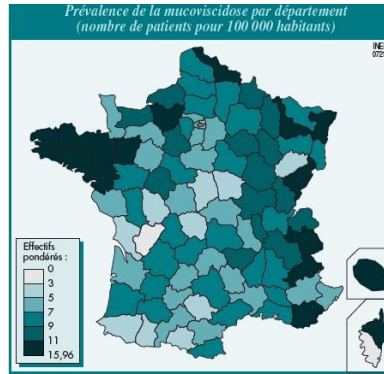 Prévalence de la mucoviscidose par département
(nombre de patients pour 100 000 habitants)
Effectifs
pondérés :
0
3
5
7
9
11
15,96